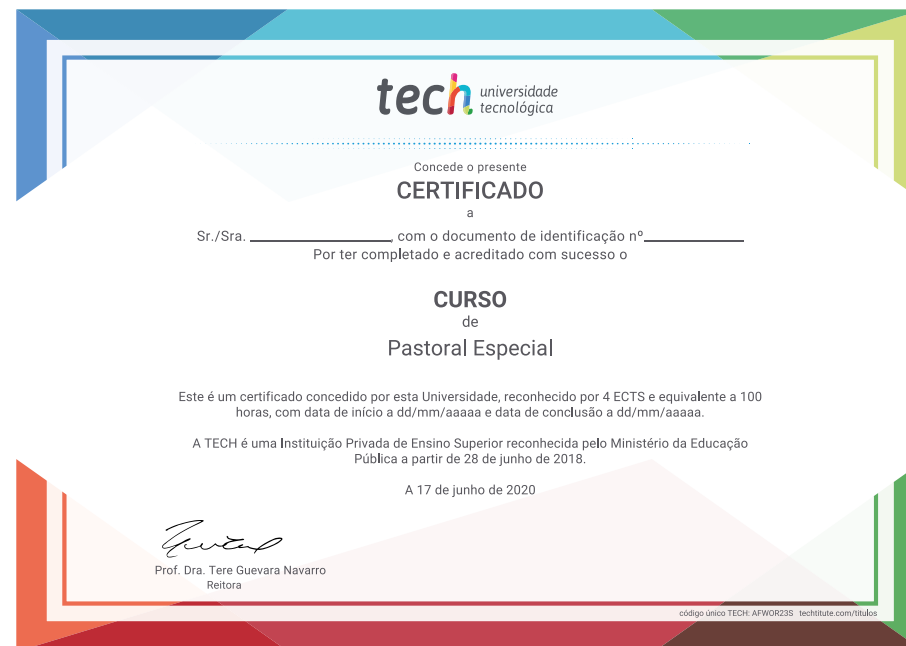 tech universidade
tecnológica
Concede o presente
CERTIFICADO
a
Sr./Sra. ____________________, com o documento de identificação nº______________
Por ter completado e acreditado com sucesso o
CURSO
de
Pastoral Especial
Este é um certificado concedido por esta Universidade, reconhecido por 4 ECTS e equivalente a 100
horas, com data de início a dd/mm/aaaaa e data de conclusão a dd/mm/aaaaa.
A TECH é uma Instituição Privada de Ensino Superior reconhecida pelo Ministério da Educação
Pública a partir de 28 de junho de 2018.
A 17 de junho de 2020
Prof. Dra. Tere Guevara Navarro
Reitora
código único TECH: AFWOR23S techtitute.com/titulos